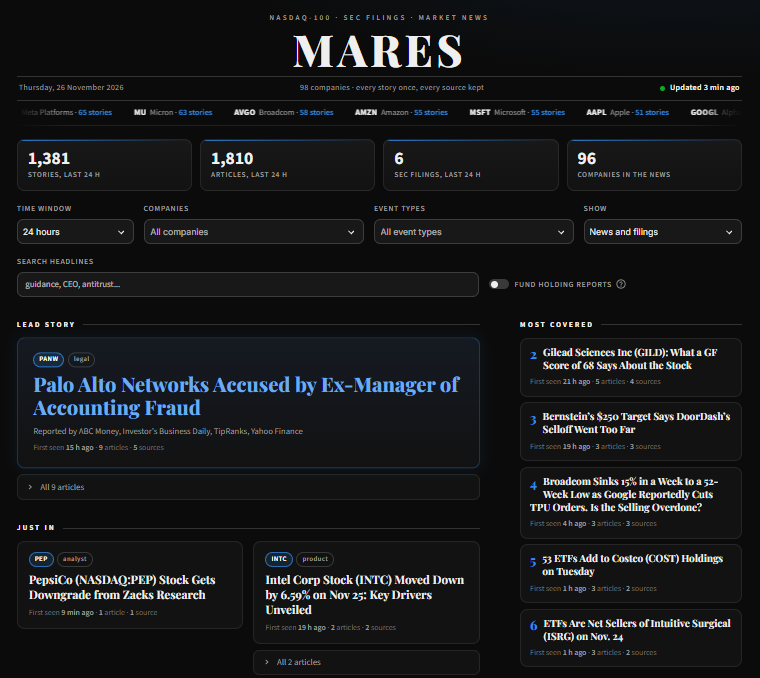 NASDAQ-100 · SEC FILINGS · MARKET NEWS
MARES
Thursday, 26 November 2026
98 companies · every story once, every source kept
Updated 3 min ago
Meta Platforms · 65 stories
MU Micron · 63 stories
AVGO Broadcom · 58 stories
AMZN Amazon · 55 stories
MSFT Microsoft · 55 stories
AAPL Apple · 51 stories
GOOGL
1,381
STORIES, LAST 24 H
1,810
ARTICLES, LAST 24 H
6
SEC FILINGS, LAST 24 H
96
COMPANIES IN THE NEWS
TIME WINDOW
24 hours
COMPANIES
All companies
EVENT TYPES
All event types
SHOW
News and filings
SEARCH HEADLINES
guidance, CEO, antitrust...
FUND HOLDING REPORTS ?
LEAD STORY
PANW legal
Palo Alto Networks Accused by Ex-Manager of
Accounting Fraud
Reported by ABC Money, Investor's Business Daily, TipRanks, Yahoo Finance
First seen 15 h ago · 9 articles · 5 sources
All 9 articles
JUST IN
PEP analyst
PepsiCo (NASDAQ:PEP) Stock Gets
Downgrade from Zacks Research
First seen 9 min ago · 1 article · 1 source
INTC product
Intel Corp Stock (INTC) Moved Down
by 6.59% on Nov 25: Key Drivers
Unveiled
First seen 19 h ago · 2 articles · 2 sources
All 2 articles
MOST COVERED
2 Gilead Sciences Inc (GILD): What a GF
Score of 68 Says About the Stock
First seen 21 h ago · 5 articles · 4 sources
3 Bernstein's $250 Target Says DoorDash's
Selloff Went Too Far
First seen 19 h ago · 3 articles · 3 sources
4 Broadcom Sinks 15% in a Week to a 52-
Week Low as Google Reportedly Cuts
TPU Orders. Is the Selling Overdone?
First seen 4 h ago · 3 articles · 3 sources
5 53 ETFs Add to Costco (COST) Holdings
on Tuesday
First seen 1 h ago · 3 articles · 2 sources
6 ETFs Are Net Sellers of Intuitive Surgical
(ISRG) on Nov. 24
First seen 1 h ago · 3 articles · 2 sources